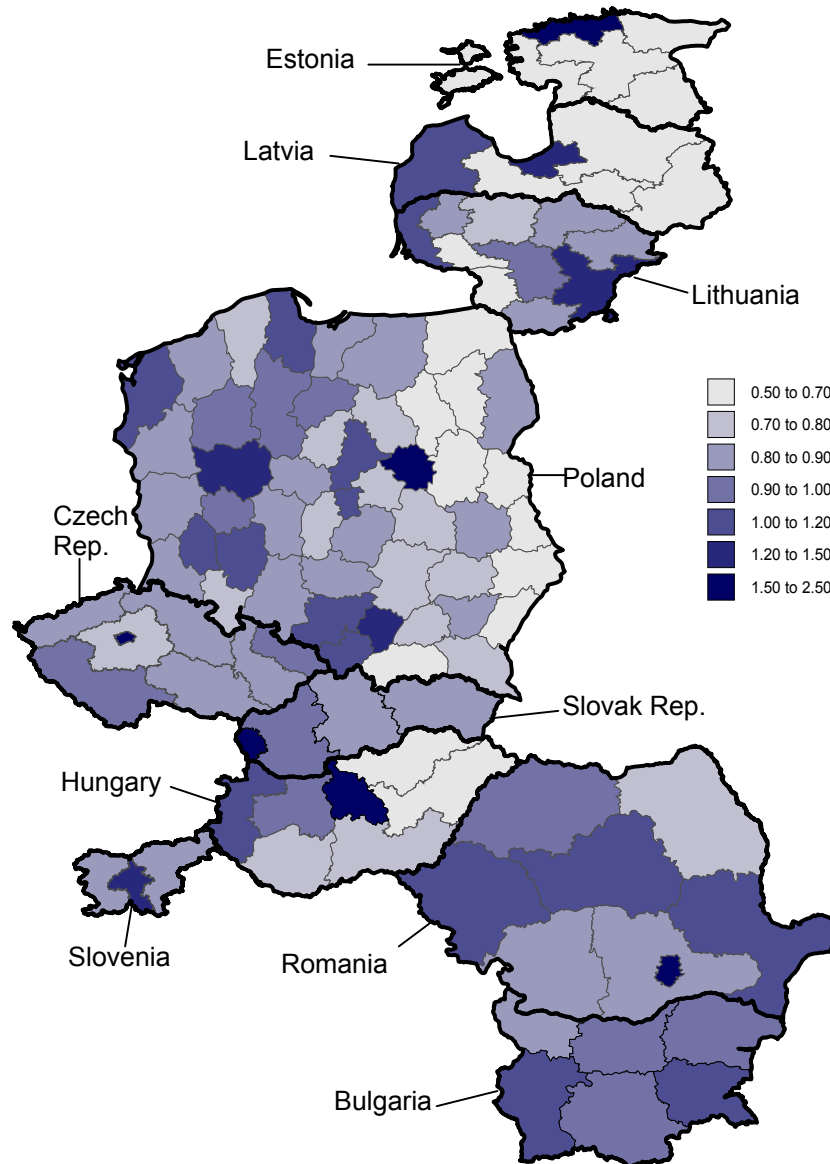 Estonia
Latvia
Lithuania
0.50 to 0.70
0.70 to 0.80
0.80 to 0.90
0.90 to 1.00
1.00 to 1.20
1.20 to 1.50
1.50 to 2.50
Poland
Czech
Rep.
Slovak Rep.
Hungary
Slovenia
Romania
Bulgaria